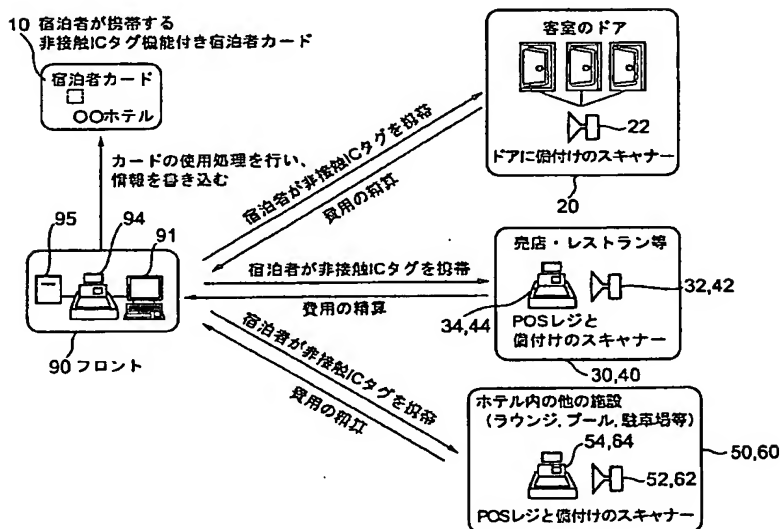 10 宿泊者が携帯する
非接触ICタグ機能付き宿泊者カード
宿泊者カード
○○ホテル
カードの使用処理を行い、
情報を書き込む
95
94
91
90 フロント
宿泊者が非接触ICタグを携帯
費用の精算
客室のドア
22
ドアに備付けのスキャナー
20
宿泊者が非接触ICタグを携帯
費用の精算
売店・レストラン等
32,42
34,44
POSレジと
備付けのスキャナー
30,40
宿泊者が非接触ICタグを携帯
費用の精算
ホテル内の他の施設
(ラウンジ,プール,駐車場等)
54,64
50,60
52,62
POSレジと備付けのスキャナー